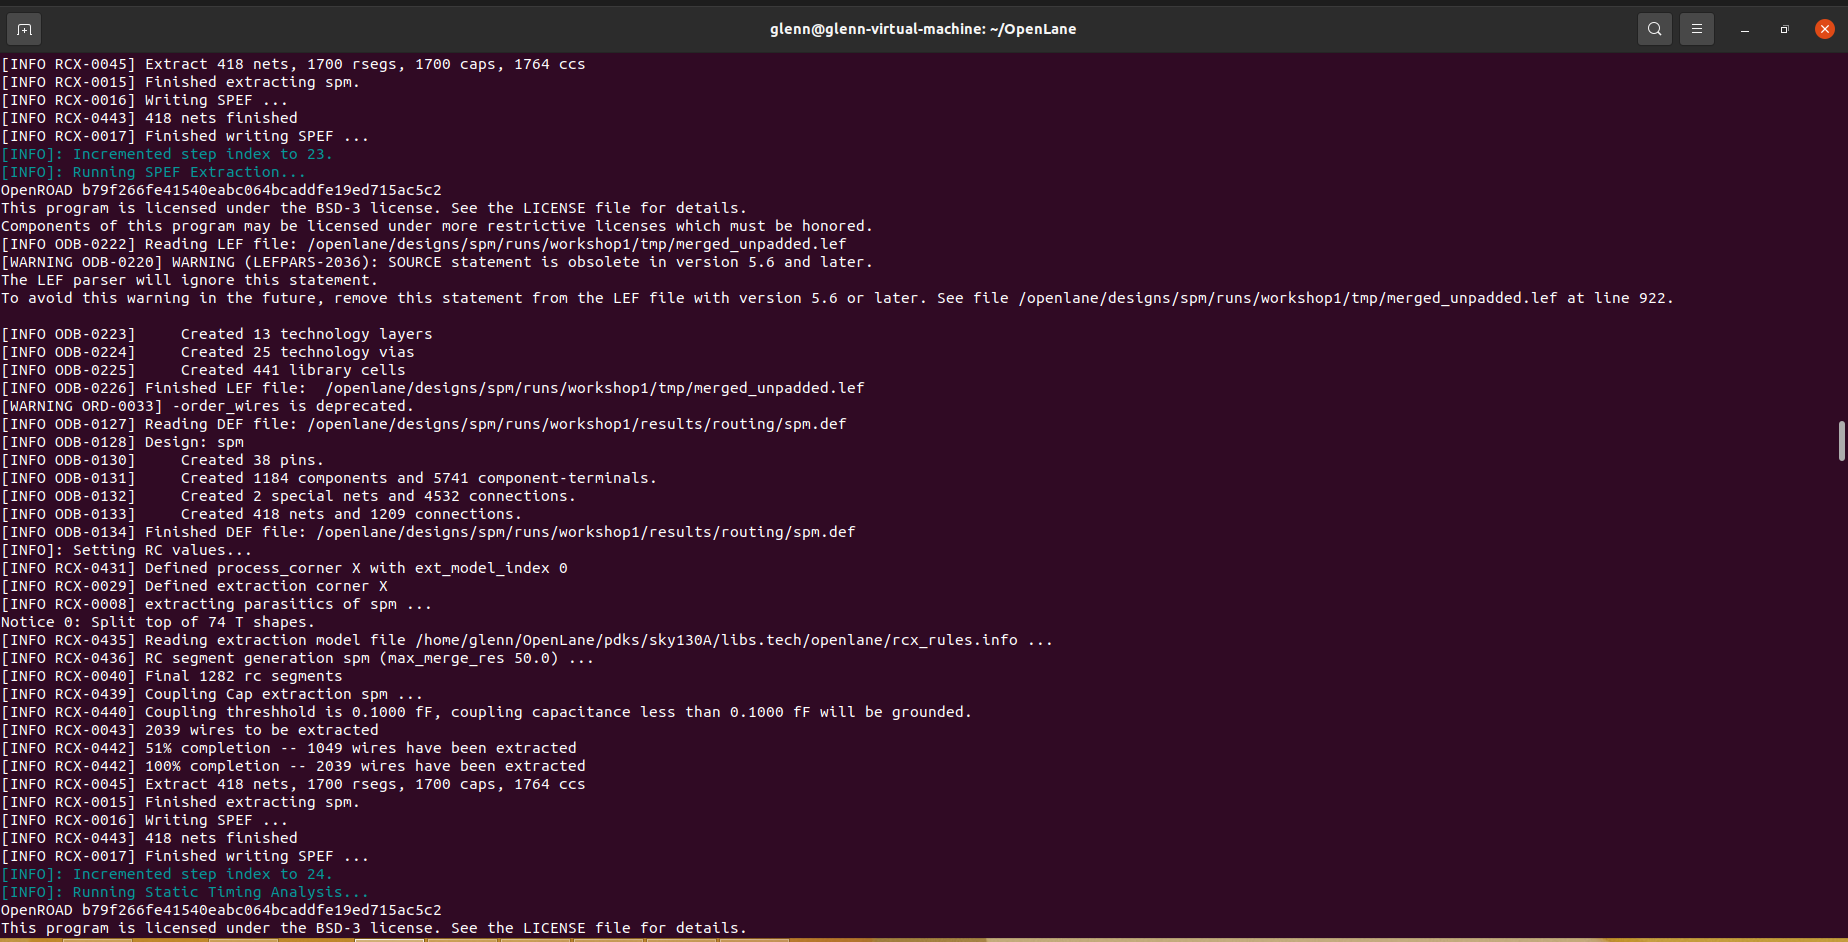 glenn@glenn-virtual-machine: ~/OpenLane
[INFO RCX-0045] Extract 418 nets, 1700 rsegs, 1700 caps, 1764 ccs
[INFO RCX-0015] Finished extracting spm.
[INFO RCX-0016] Writing SPEF ...
[INFO RCX-0443] 418 nets finished
[INFO RCX-0017] Finished writing SPEF ...
[INFO]: Incremented step index to 23.
[INFO]: Running SPEF Extraction...
OpenROAD b79f266fe41540eabc064bcaddfe19ed715ac5c2
This program is licensed under the BSD-3 license. See the LICENSE file for details.
Components of this program may be licensed under more restrictive licenses which must be honored.
[INFO ODB-0222] Reading LEF file: /openlane/designs/spm/runs/workshop1/tmp/merged_unpadded.lef
[WARNING ODB-0220] WARNING (LEFPARS-2036): SOURCE statement is obsolete in version 5.6 and later.
The LEF parser will ignore this statement.
To avoid this warning in the future, remove this statement from the LEF file with version 5.6 or later. See file /openlane/designs/spm/runs/workshop1/tmp/merged_unpadded.lef at line 922.
[INFO ODB-0223]     Created 13 technology layers
[INFO ODB-0224]     Created 25 technology vias
[INFO ODB-0225]     Created 441 library cells
[INFO ODB-0226] Finished LEF file:  /openlane/designs/spm/runs/workshop1/tmp/merged_unpadded.lef
[WARNING ORD-0033] -order_wires is deprecated.
[INFO ODB-0127] Reading DEF file: /openlane/designs/spm/runs/workshop1/results/routing/spm.def
[INFO ODB-0128] Design: spm
[INFO ODB-0130]     Created 38 pins.
[INFO ODB-0131]     Created 1184 components and 5741 component-terminals.
[INFO ODB-0132]     Created 2 special nets and 4532 connections.
[INFO ODB-0133]     Created 418 nets and 1209 connections.
[INFO ODB-0134] Finished DEF file: /openlane/designs/spm/runs/workshop1/results/routing/spm.def
[INFO]: Setting RC values...
[INFO RCX-0431] Defined process_corner X with ext_model_index 0
[INFO RCX-0029] Defined extraction corner X
[INFO RCX-0008] extracting parasitics of spm ...
Notice 0: Split top of 74 T shapes.
[INFO RCX-0435] Reading extraction model file /home/glenn/OpenLane/pdks/sky130A/libs.tech/openlane/rcx_rules.info ...
[INFO RCX-0436] RC segment generation spm (max_merge_res 50.0) ...
[INFO RCX-0040] Final 1282 rc segments
[INFO RCX-0439] Coupling Cap extraction spm ...
[INFO RCX-0440] Coupling threshhold is 0.1000 fF, coupling capacitance less than 0.1000 fF will be grounded.
[INFO RCX-0043] 2039 wires to be extracted
[INFO RCX-0442] 51% completion -- 1049 wires have been extracted
[INFO RCX-0442] 100% completion -- 2039 wires have been extracted
[INFO RCX-0045] Extract 418 nets, 1700 rsegs, 1700 caps, 1764 ccs
[INFO RCX-0015] Finished extracting spm.
[INFO RCX-0016] Writing SPEF ...
[INFO RCX-0443] 418 nets finished
[INFO RCX-0017] Finished writing SPEF ...
[INFO]: Incremented step index to 24.
[INFO]: Running Static Timing Analysis...
OpenROAD b79f266fe41540eabc064bcaddfe19ed715ac5c2
This program is licensed under the BSD-3 license. See the LICENSE file for details.